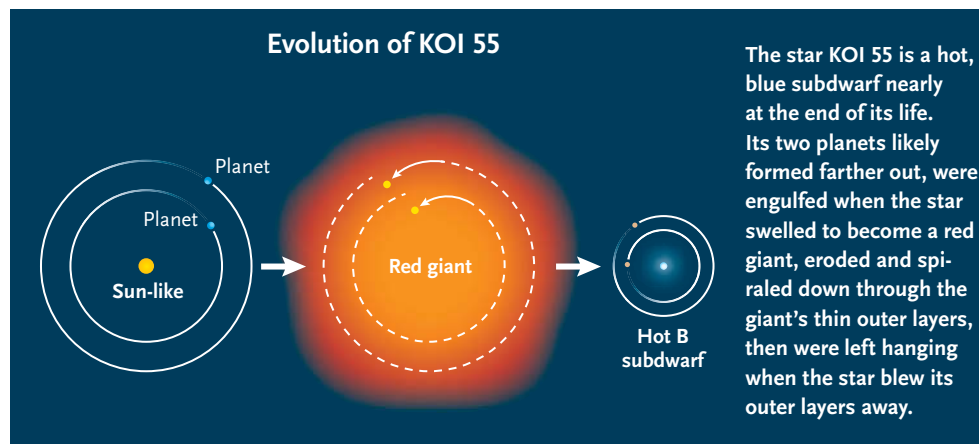 Evolution of KOI 55
Planet
Planet
Sun-like
Red giant
Hot B
subdwarf
The star KOI 55 is a hot,
blue subdwarf nearly
at the end of its life.
Its two planets likely
formed farther out, were
engulfed when the star
swelled to become a red
giant, eroded and spi-
raled down through the
giant’s thin outer layers,
then were left hanging
when the star blew its
outer layers away.